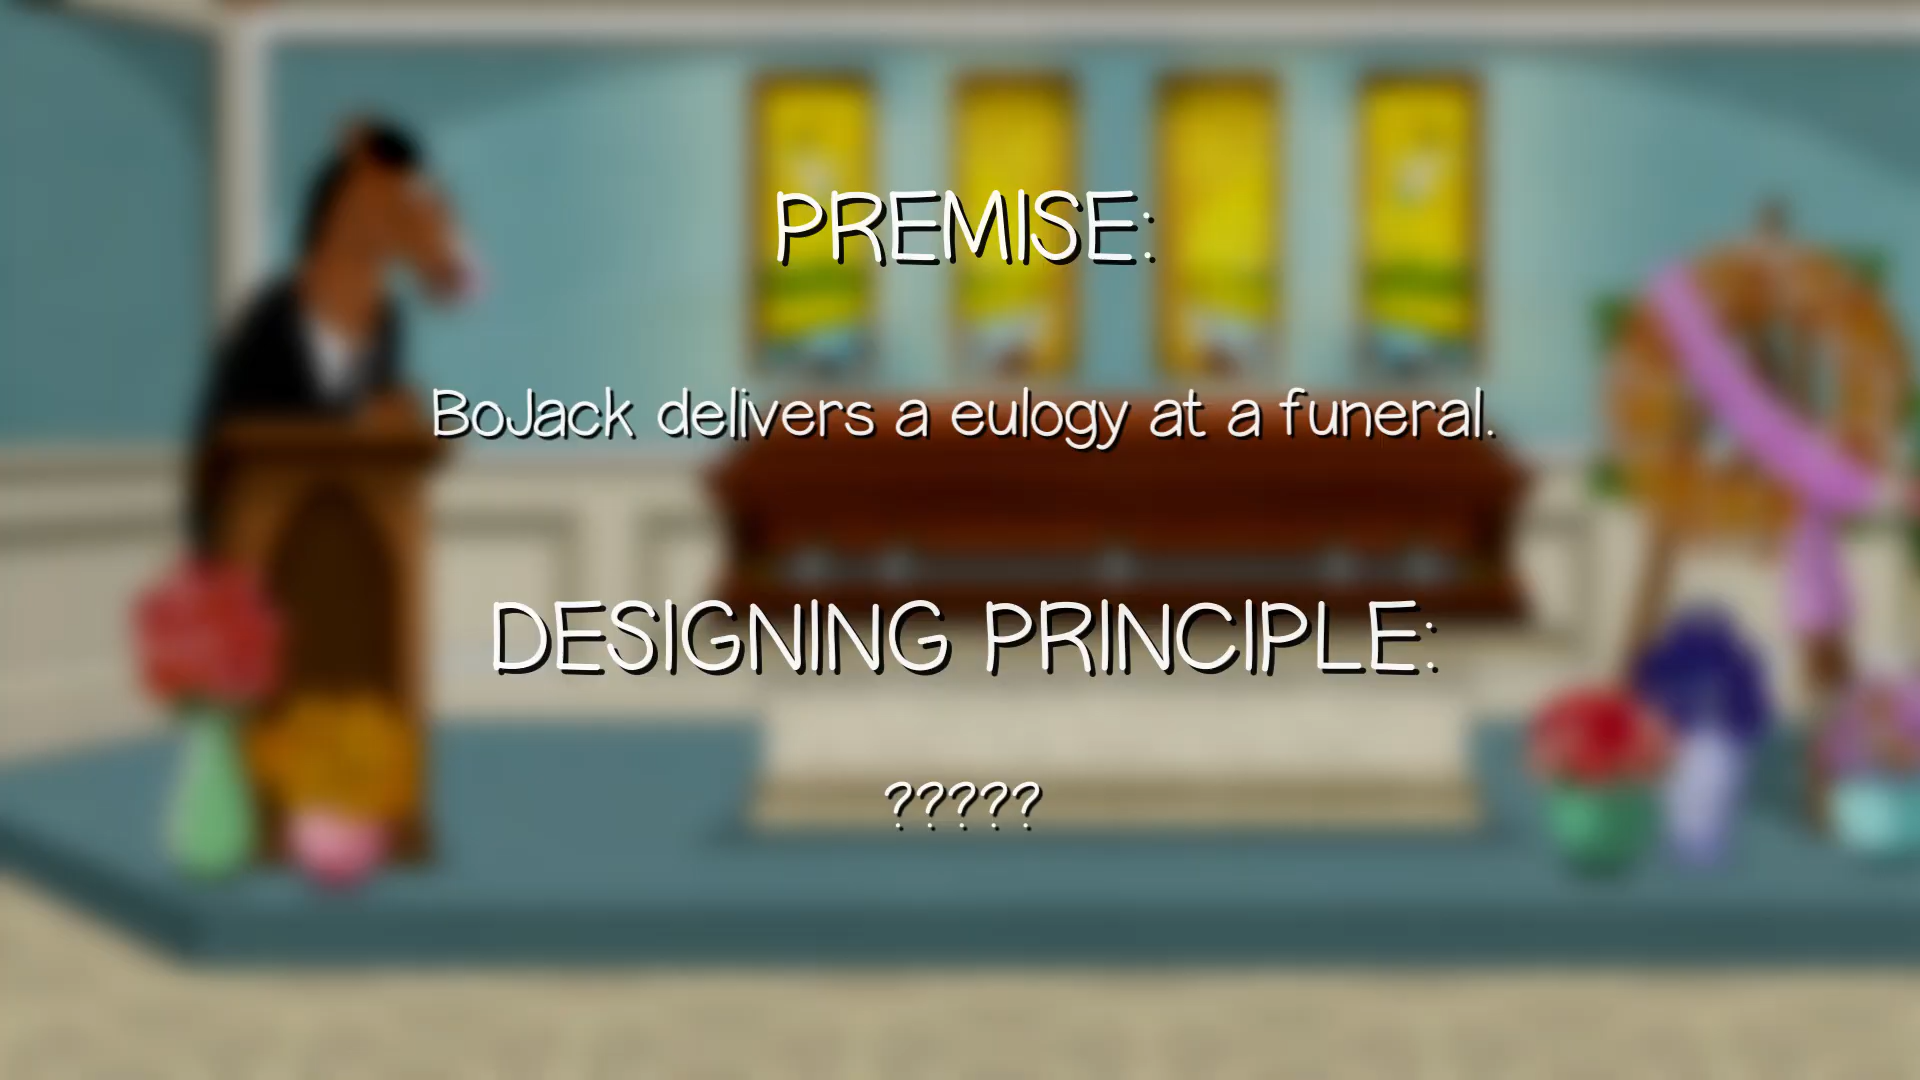 PREMISE:
BoJack delivers a eulogy at a funeral.
DESIGNING PRINCIPLE:
?????